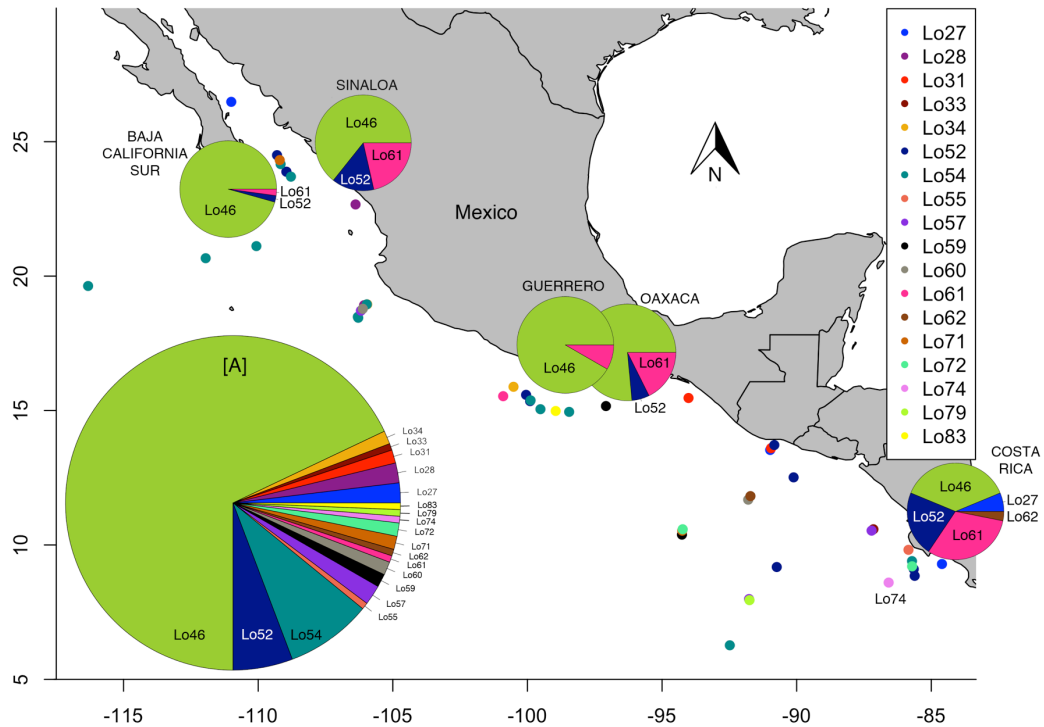 SINALOA
Lo46
Lo61
Lo52
BAJA
CALIFORNIA
SUR
Lo46
Lo61
Lo52
Mexico
N
GUERRERO
Lo46
OAXACA
Lo61
Lo52
Lo27
Lo28
Lo31
Lo33
Lo34
Lo52
Lo54
Lo55
Lo57
Lo59
Lo60
Lo61
Lo62
Lo71
Lo72
Lo74
Lo79
Lo83
COSTA
RICA
Lo46
Lo27
Lo62
Lo52
Lo61
Lo74
[A]
Lo34
Lo33
Lo31
Lo28
Lo27
Lo83
Lo79
Lo74
Lo72
Lo71
Lo62
Lo61
Lo60
Lo59
Lo57
Lo55
Lo46
Lo52
Lo54
25
20
15
10
5
-115
-110
-105
-100
-95
-90
-85